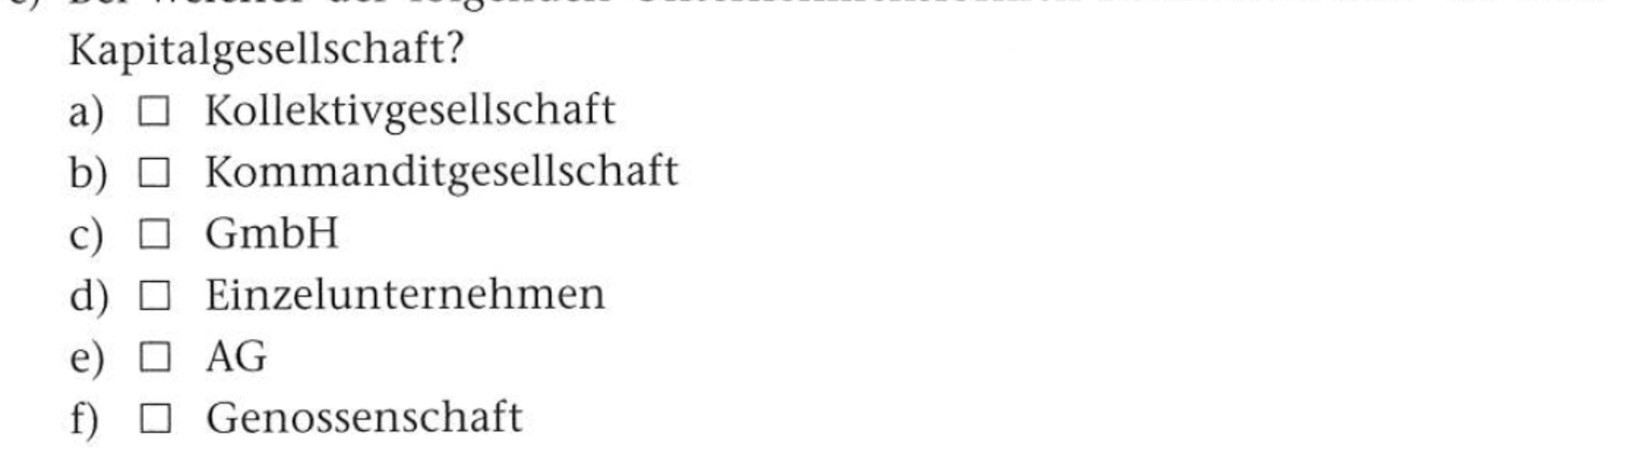 Kapitalgesellschaft?
a) ☐ Kollektivgesellschaft
b) ☐ Kommanditgesellschaft
c) ☐ GmbH
d) ☐ Einzelunternehmen
e) ☐ AG
f) ☐ Genossenschaft